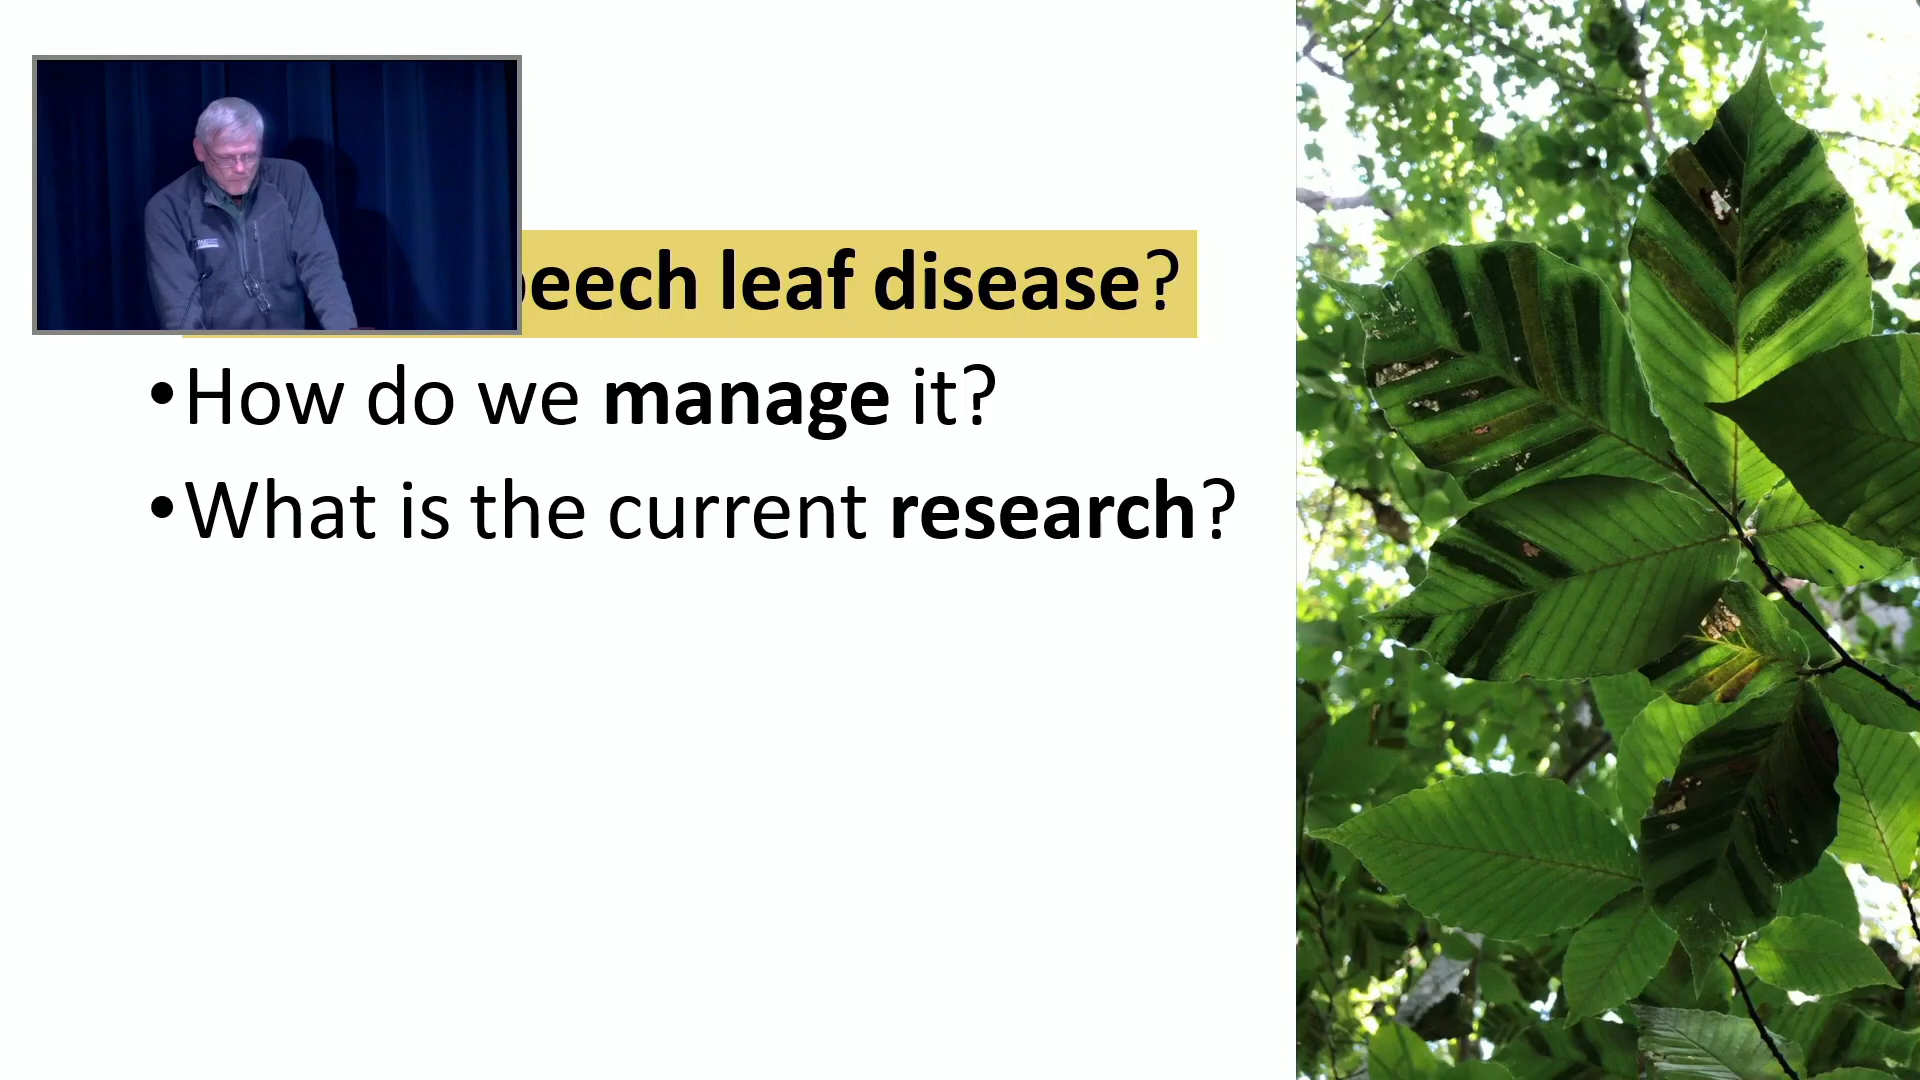 eech leaf disease?
•How do we manage it?
•What is the current research?